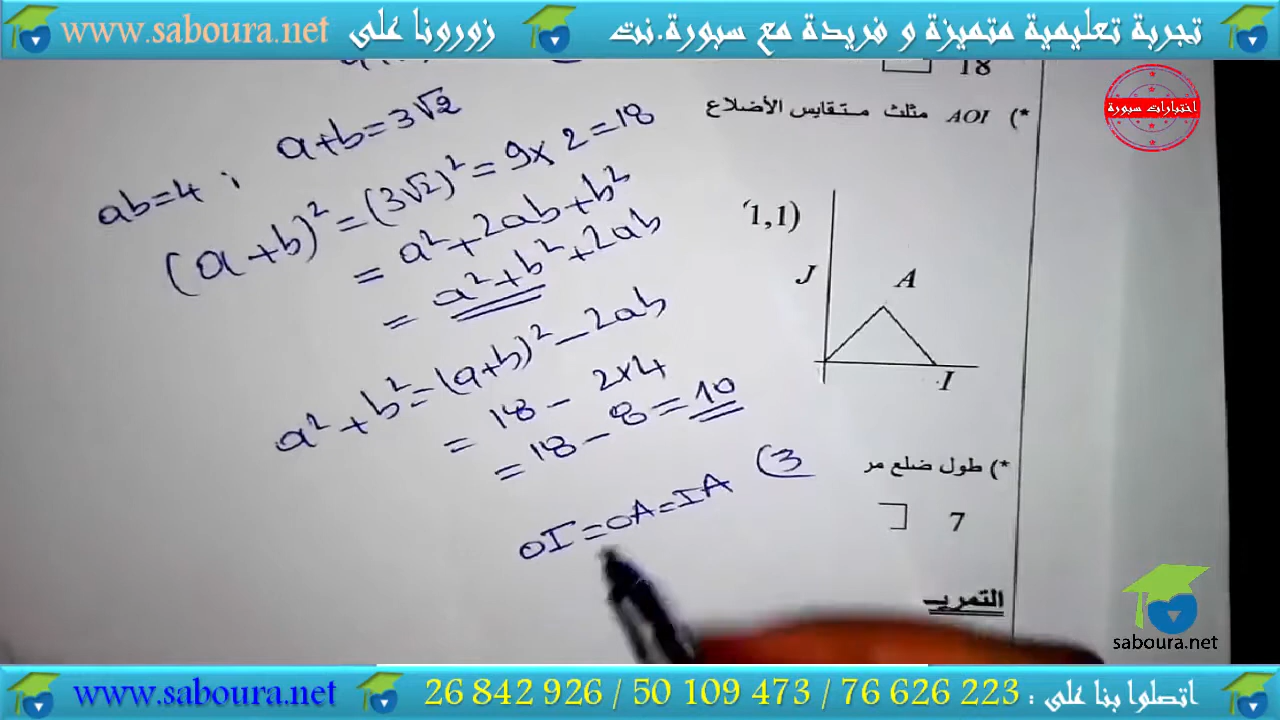 تجربة تعليمية متميزة و فريدة مع سبورة.نت زورونا على www.saboura.net
18
*) AOI مثلث متقايس الأضلاع
اختبارات سبورة
1,1)
J
A
I
*) طول ضلع مر
7
التمريـ
ab=4 ; a+b=3√2
(a+b)²=(3√2)²=9×2=18
= a²+2ab+b²
= a²+b²+2ab
a²+b²=(a+b)²-2ab
= 18-2×4
= 18-8=10
3) OI=OA=IA
saboura.net
اتصلوا بنا على : 26 842 926 / 50 109 473 / 76 626 223 www.saboura.net